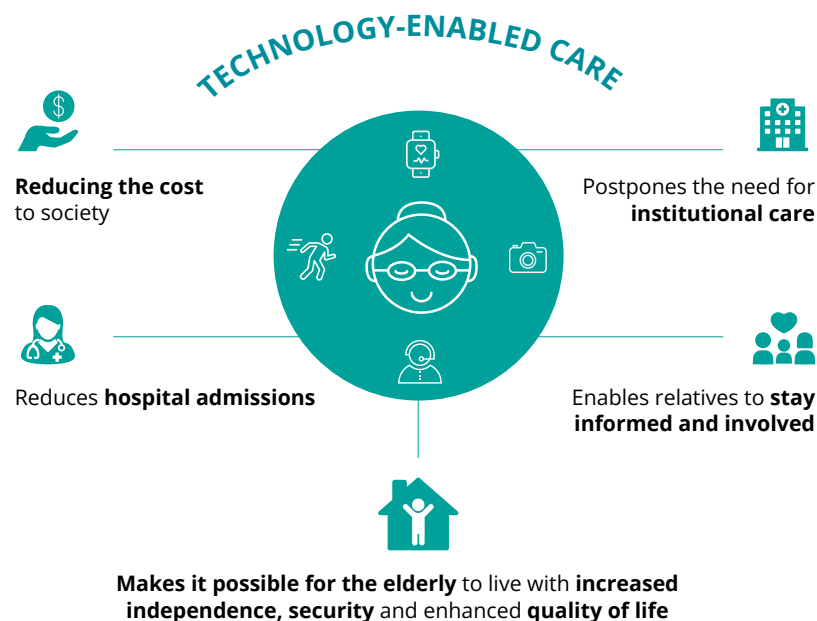 TECHNOLOGY-ENABLED CARE
$
Reducing the cost
to society
Postpones the need for
institutional care
Reduces hospital admissions
Enables relatives to stay
informed and involved
Makes it possible for the elderly to live with increased
independence, security and enhanced quality of life